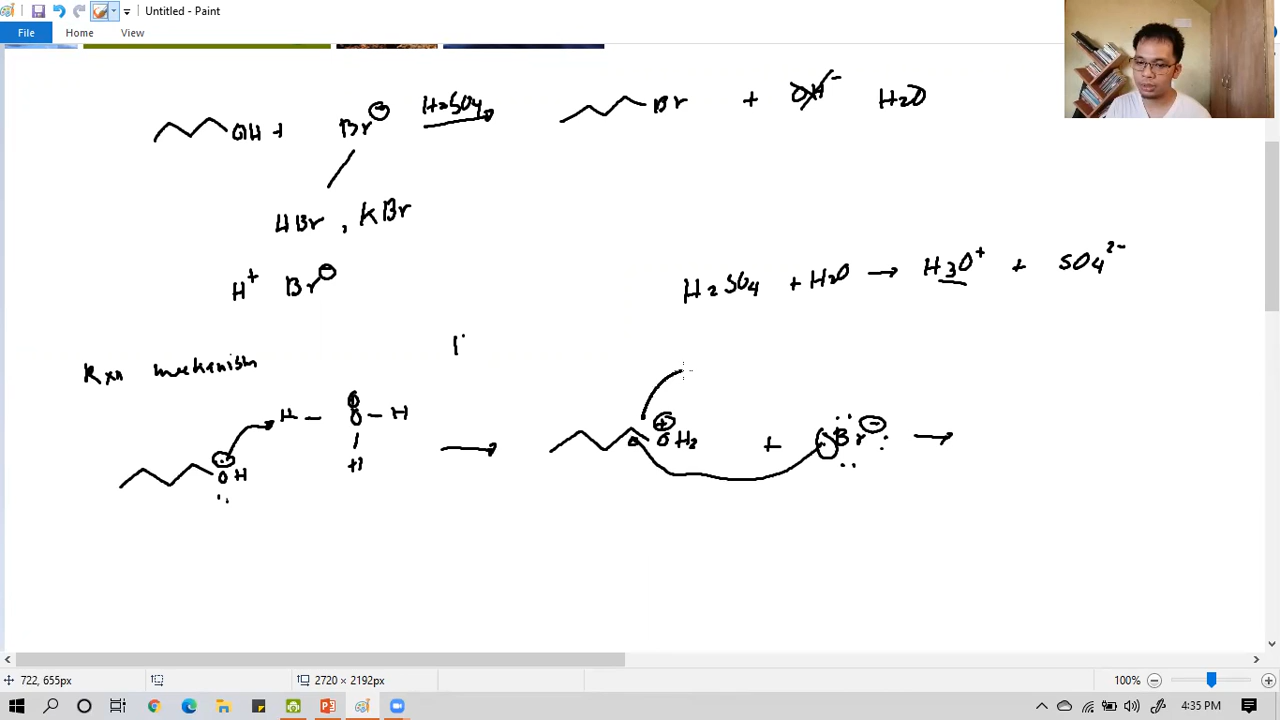 Untitled - Paint
File Home View
OH + Br⊖ H2SO4 → Br + OH⁻ H2O
HBr , KBr
H⁺ Br⊖
H2SO4 + H2O → H3O⁺ + SO4²⁻
Rxn mechanism
H - O - H
H
OH
→ ⊕OH2 + Br⊖ →
722, 655px 2720 × 2192px 100%
4:35 PM